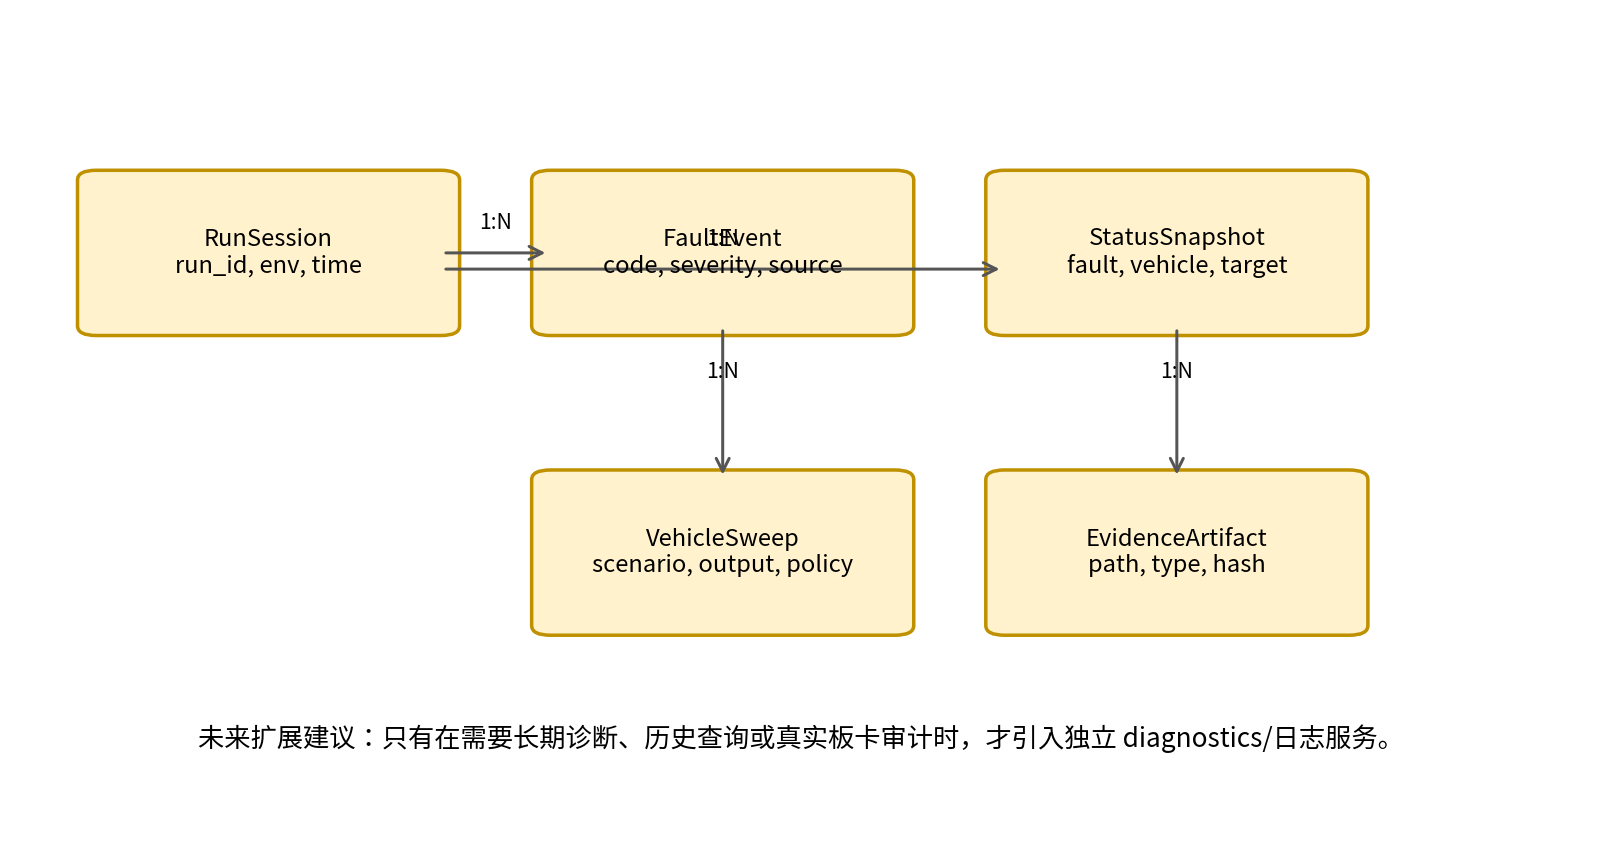 RunSession
run_id, env, time
1:N
FaultEvent
1:N
code, severity, source
StatusSnapshot
fault, vehicle, target
1:N
1:N
VehicleSweep
scenario, output, policy
EvidenceArtifact
path, type, hash
未来扩展建议：只有在需要长期诊断、历史查询或真实板卡审计时，才引入独立 diagnostics/日志服务。